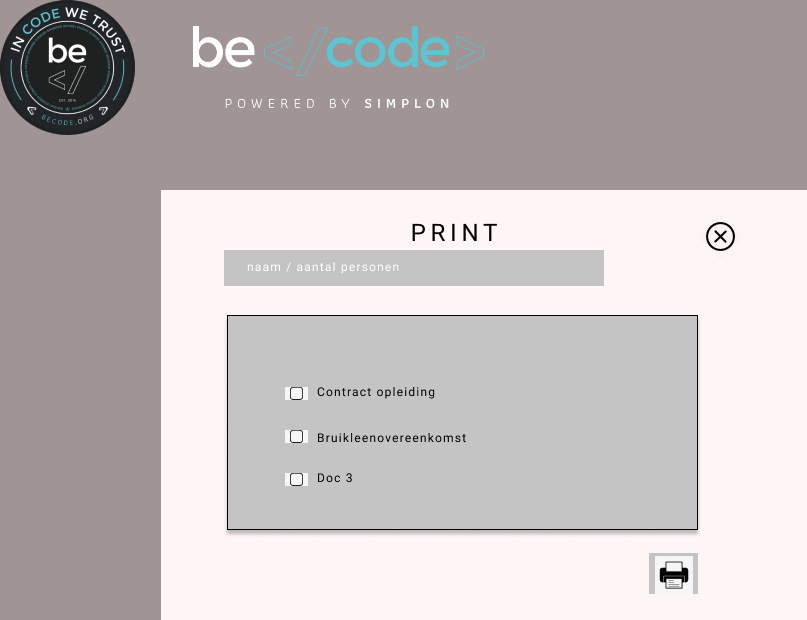 IN CODE WE TRUST
be
</>
EST. 2016
BECODE.ORG
be </code>
POWERED BY SIMPLON
PRINT
naam / aantal personen
Contract opleiding
Bruikleenovereenkomst
Doc 3